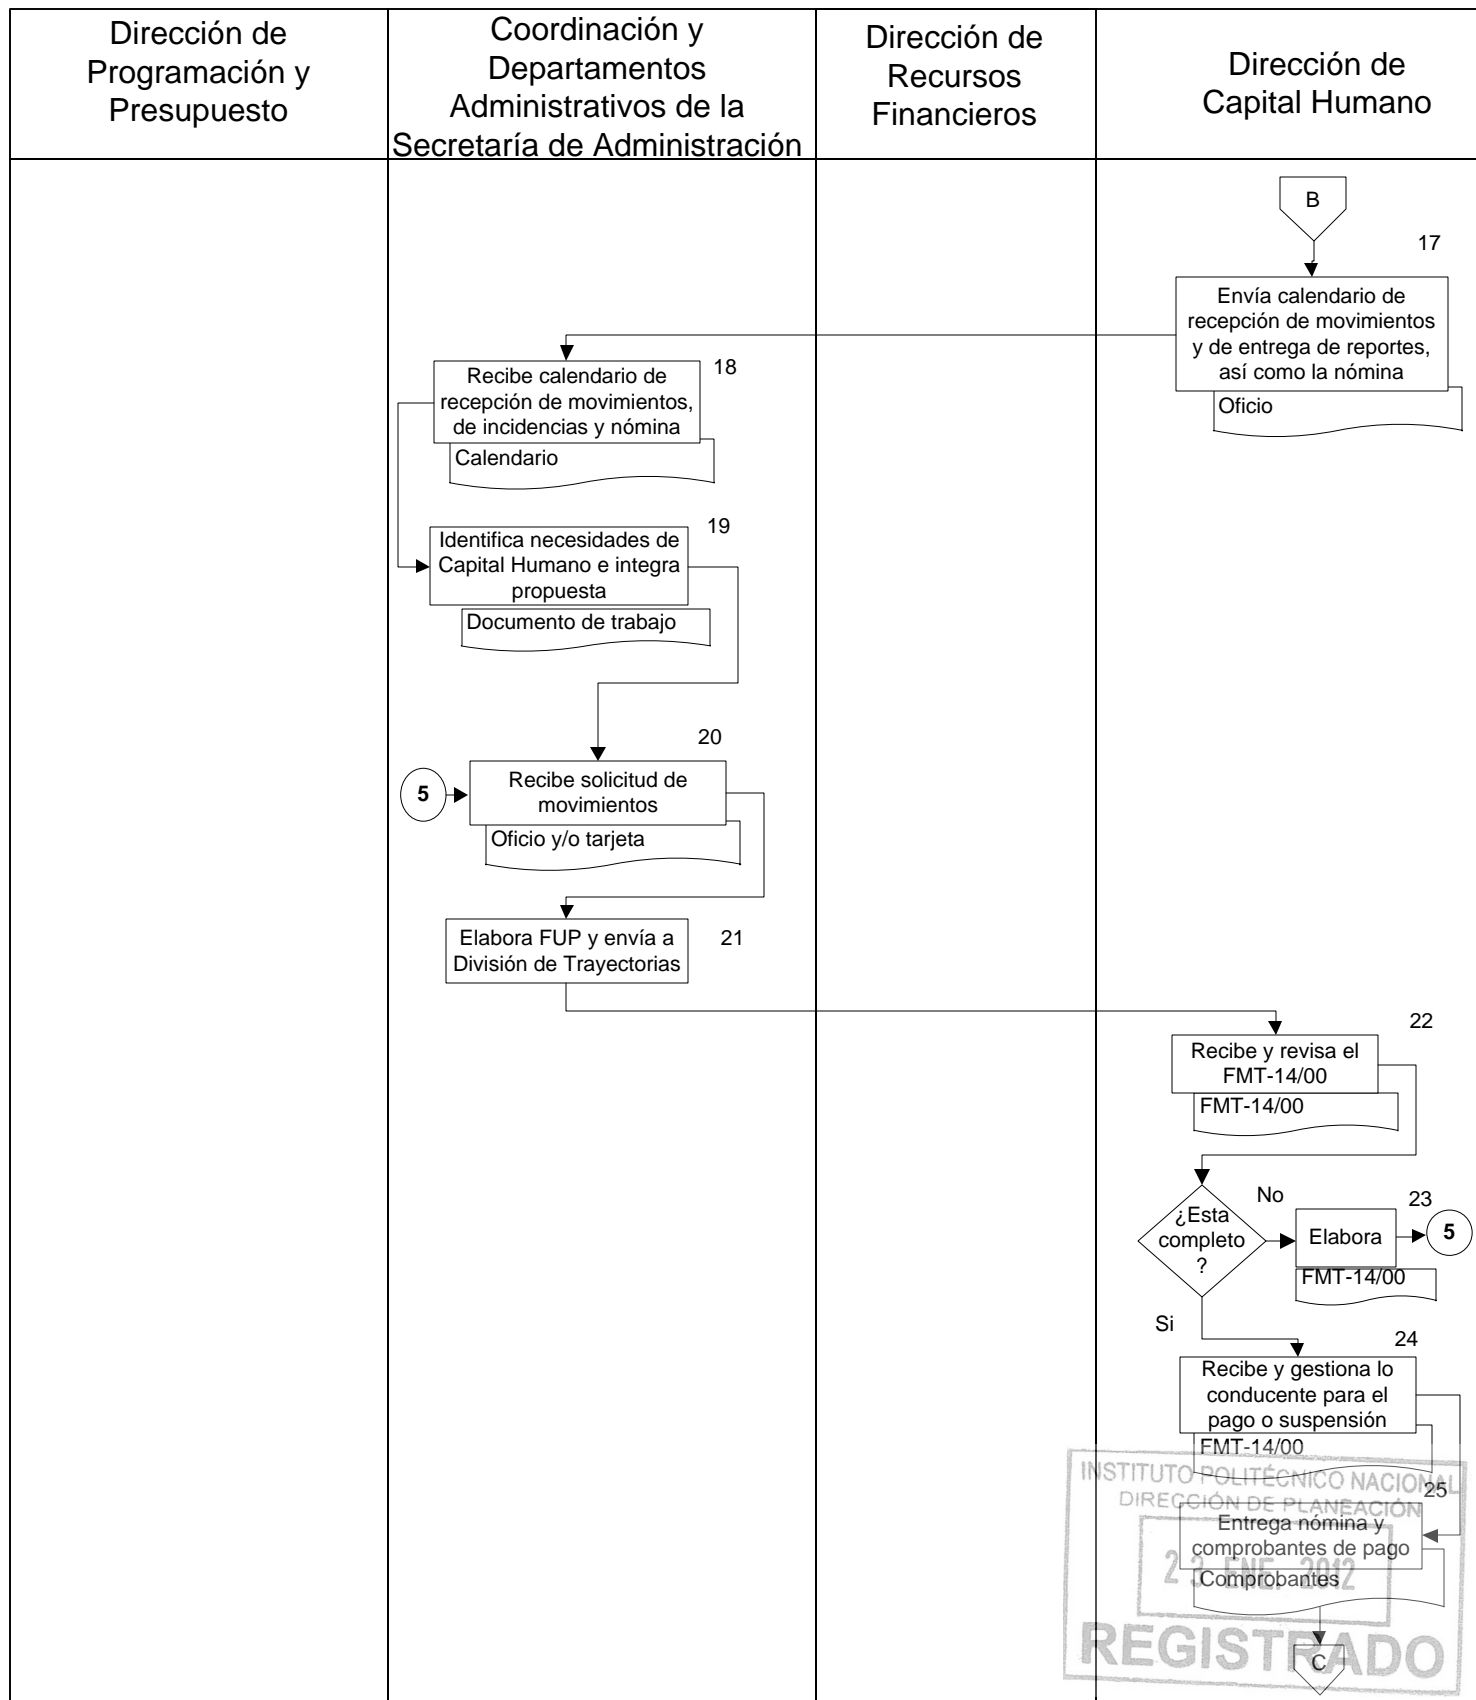 Dirección de
Programación y
Presupuesto
Coordinación y
Departamentos
Administrativos de la
Secretaría de Administración
Dirección de
Recursos
Financieros
Dirección de
Capital Humano
B
17
Envía calendario de
recepción de movimientos
y de entrega de reportes,
así como la nómina
Oficio
18
Recibe calendario de
recepción de movimientos,
de incidencias y nómina
Calendario
19
Identifica necesidades de
Capital Humano e integra
propuesta
Documento de trabajo
20
5
Recibe solicitud de
movimientos
Oficio y/o tarjeta
21
Elabora FUP y envía a
División de Trayectorias
22
Recibe y revisa el
FMT-14/00
FMT-14/00
¿Esta
completo
?
No
23
Elabora
5
FMT-14/00
Si
24
Recibe y gestiona lo
conducente para el
pago o suspensión
FMT-14/00
INSTITUTO POLITÉCNICO NACIONAL
25
DIRECCIÓN DE PLANEACIÓN
Entrega nómina y
comprobantes de pago
23 ENE. 2012
Comprobantes
REGISTRADO
C